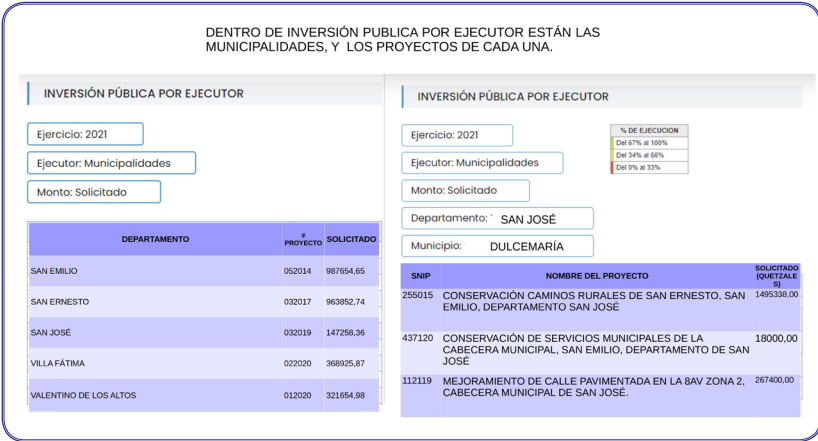 DENTRO DE INVERSIÓN PUBLICA POR EJECUTOR ESTÁN LAS
MUNICIPALIDADES, Y LOS PROYECTOS DE CADA UNA.
INVERSIÓN PÚBLICA POR EJECUTOR
Ejercicio: 2021
Ejecutor: Municipalidades
Monto: Solicitado
DEPARTAMENTO # PROYECTO SOLICITADO
SAN EMILIO 052014 987654,65
SAN ERNESTO 032017 963852,74
SAN JOSÉ 032019 147258,36
VILLA FÁTIMA 022020 368925,87
VALENTINO DE LOS ALTOS 012020 321654,98
INVERSIÓN PÚBLICA POR EJECUTOR
Ejercicio: 2021
Ejecutor: Municipalidades
Monto: Solicitado
Departamento: SAN JOSÉ
Municipio: DULCEMARÍA
% DE EJECUCION
Del 67% al 100%
Del 34% al 66%
Del 0% al 33%
SNIP NOMBRE DEL PROYECTO SOLICITADO
(QUETZALE
S)
255015 CONSERVACIÓN CAMINOS RURALES DE SAN ERNESTO, SAN 1495338,00
EMILIO, DEPARTAMENTO SAN JOSÉ
437120 CONSERVACIÓN DE SERVICIOS MUNICIPALES DE LA 18000,00
CABECERA MUNICIPAL, SAN EMILIO, DEPARTAMENTO DE SAN
JOSÉ
112119 MEJORAMIENTO DE CALLE PAVIMENTADA EN LA 8AV ZONA 2, 267400,00
CABECERA MUNICIPAL DE SAN JOSÉ.